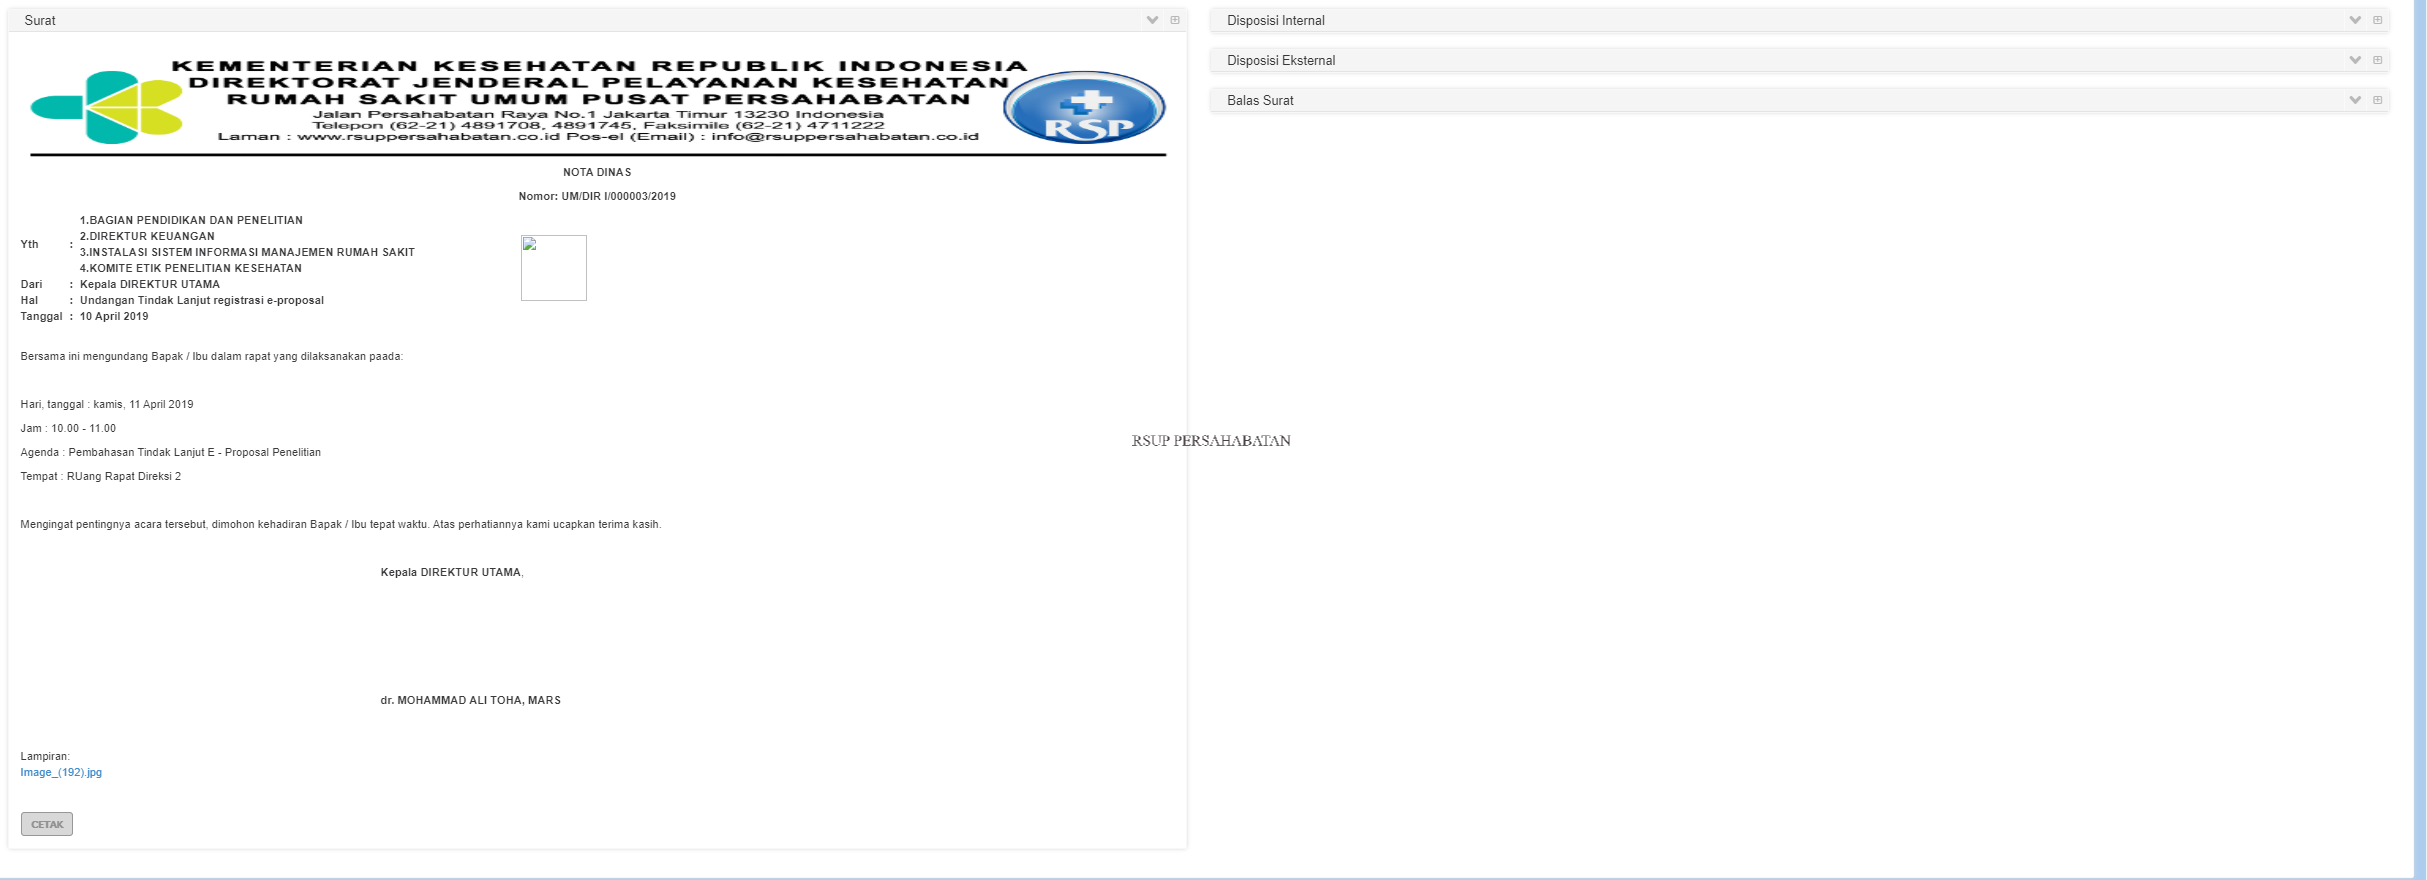 Surat
KEMENTERIAN KESEHATAN REPUBLIK INDONESIA
DIREKTORAT JENDERAL PELAYANAN KESEHATAN
RUMAH SAKIT UMUM PUSAT PERSAHABATAN
Jalan Persahabatan Raya No.1 Jakarta Timur 13230 Indonesia
Telepon (62-21) 4891708, 4891745, Faksimile (62-21) 4711222
Laman : www.rsuppersahabatan.co.id Pos-el (Email) : info@rsuppersahabatan.co.id
RSP
NOTA DINAS
Nomor: UM/DIR I/000003/2019
Yth :
1.BAGIAN PENDIDIKAN DAN PENELITIAN
2.DIREKTUR KEUANGAN
3.INSTALASI SISTEM INFORMASI MANAJEMEN RUMAH SAKIT
4.KOMITE ETIK PENELITIAN KESEHATAN
Dari : Kepala DIREKTUR UTAMA
Hal : Undangan Tindak Lanjut registrasi e-proposal
Tanggal : 10 April 2019
Bersama ini mengundang Bapak / Ibu dalam rapat yang dilaksanakan paada:
Hari, tanggal : kamis, 11 April 2019
Jam : 10.00 - 11.00
Agenda : Pembahasan Tindak Lanjut E - Proposal Penelitian
Tempat : RUang Rapat Direksi 2
Mengingat pentingnya acara tersebut, dimohon kehadiran Bapak / Ibu tepat waktu. Atas perhatiannya kami ucapkan terima kasih.
Kepala DIREKTUR UTAMA,
dr. MOHAMMAD ALI TOHA, MARS
Lampiran:
Image_(192).jpg
CETAK
Disposisi Internal
Disposisi Eksternal
Balas Surat
RSUP PERSAHABATAN